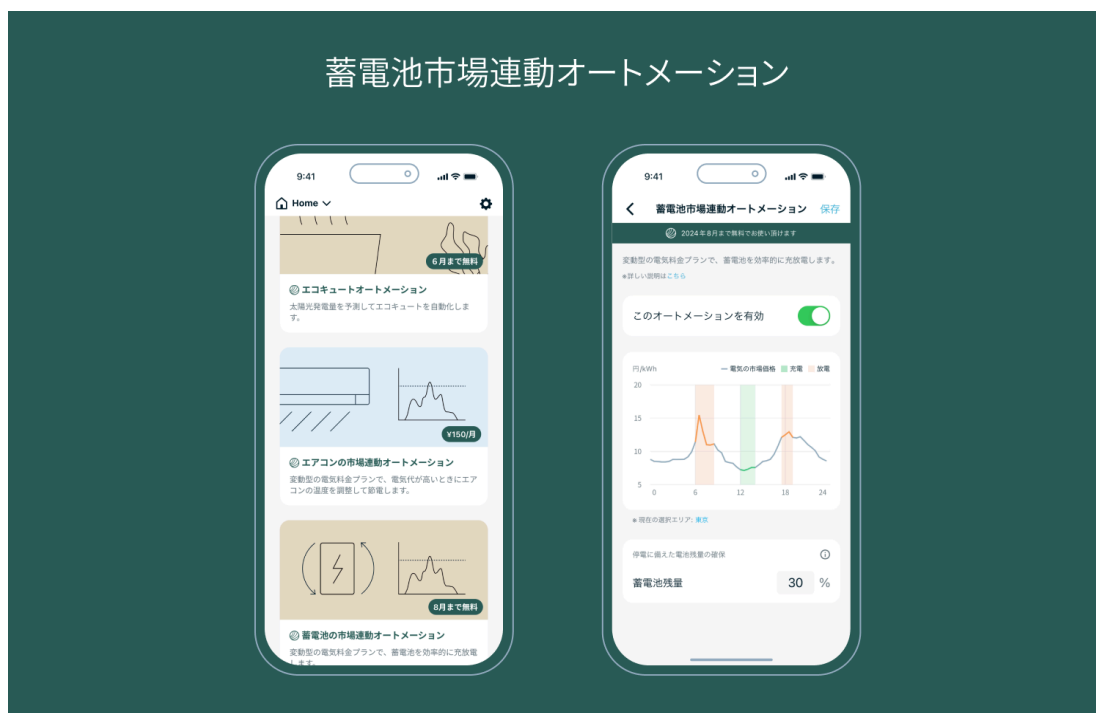 蓄電池市場連動オートメーション
9:41
Home
6月まで無料
エコキュートオートメーション
太陽光発電量を予測してエコキュートを自動化しま
す。
¥150/月
エアコンの市場連動オートメーション
変動型の電気料金プランで、電気代が高いときにエア
コンの温度を調整して節電します。
8月まで無料
蓄電池の市場連動オートメーション
変動型の電気料金プランで、蓄電池を効率的に充放電
します。
9:41
蓄電池市場連動オートメーション 保存
2024年8月まで無料でお使い頂けます
変動型の電気料金プランで、蓄電池を効率的に充放電します。
※詳しい説明はこちら
このオートメーションを有効
円/kWh 電気の市場価格 充電 放電
20
15
10
5
0 6 12 18 24
※現在の選択エリア: 東京
停電に備えた電池残量の確保
蓄電池残量 30 %